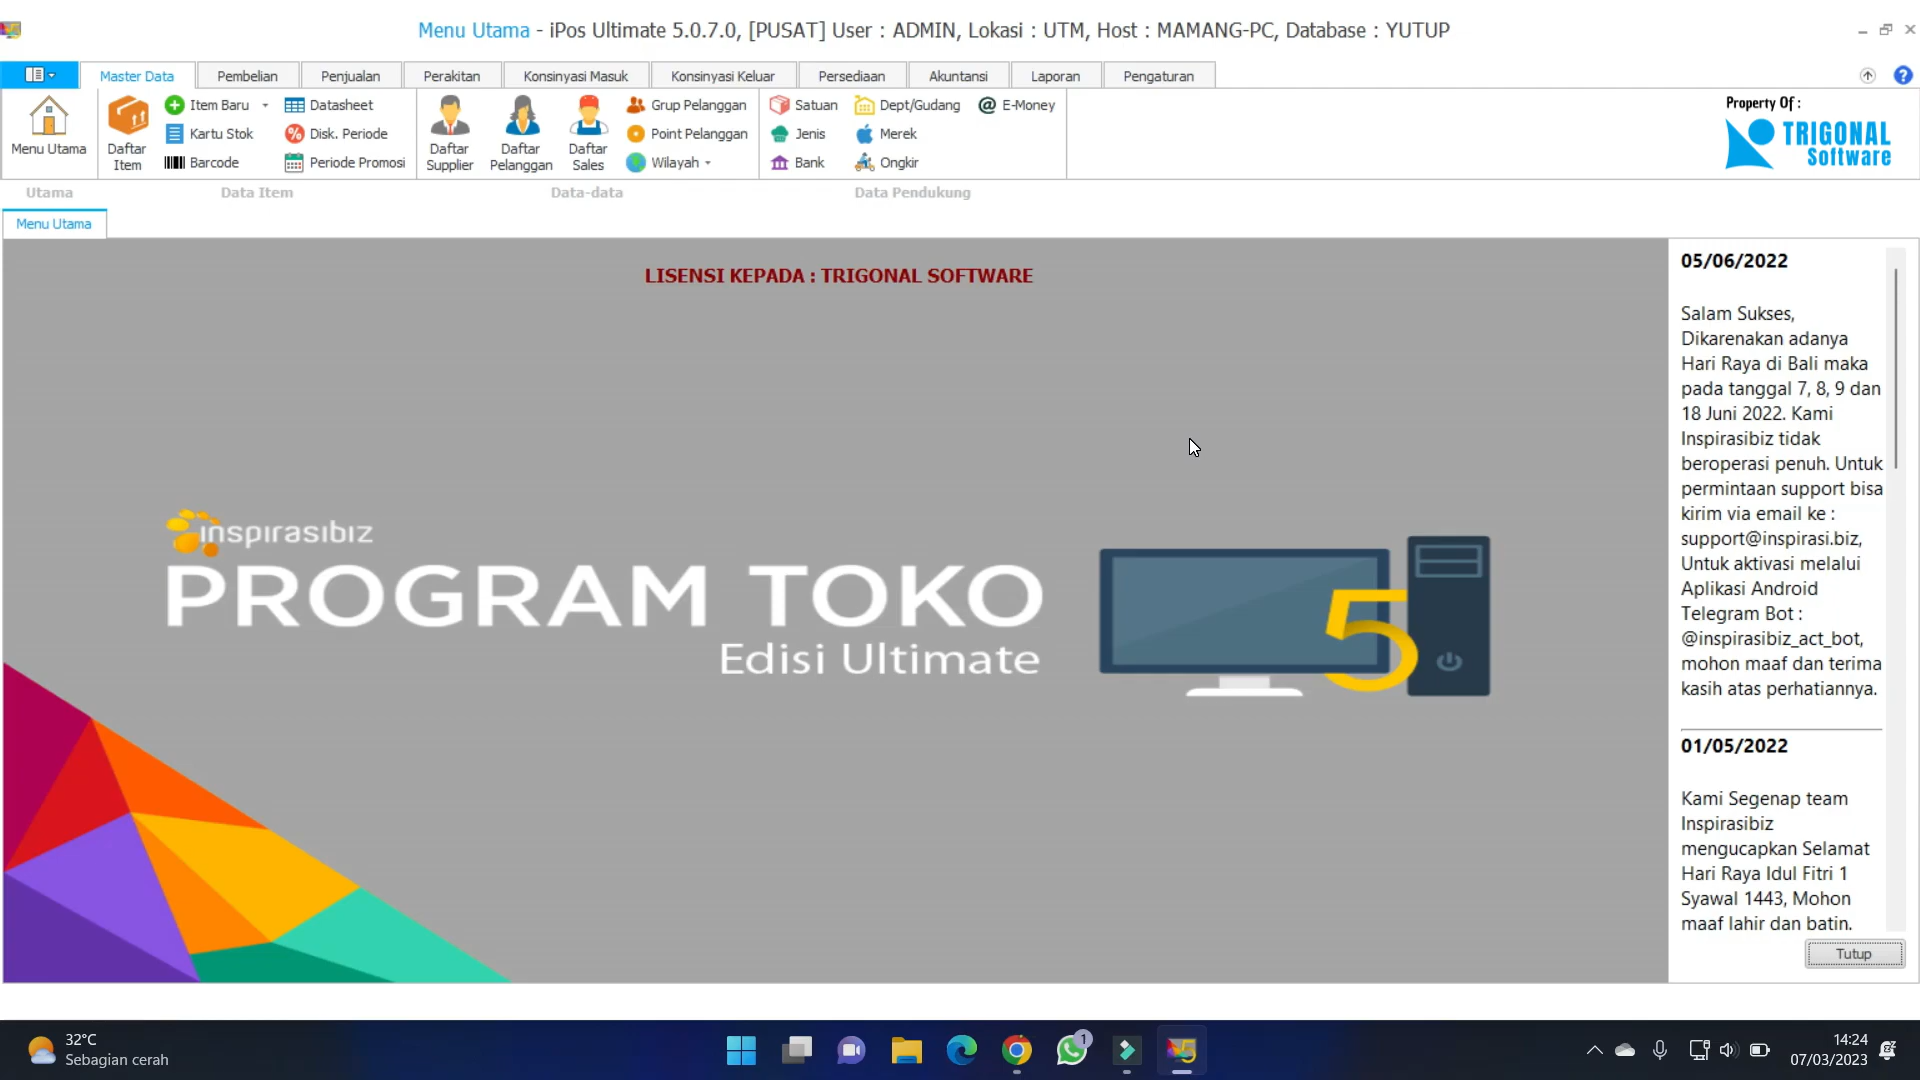 Menu Utama - iPos Ultimate 5.0.7.0, [PUSAT] User : ADMIN, Lokasi : UTM, Host : MAMANG-PC, Database : YUTUP
Master Data
Pembelian
Penjualan
Perakitan
Konsinyasi Masuk
Konsinyasi Keluar
Persediaan
Akuntansi
Laporan
Pengaturan
Menu Utama
Daftar
Item
Item Baru
Kartu Stok
Barcode
Datasheet
Disk. Periode
Periode Promosi
Daftar
Supplier
Daftar
Pelanggan
Daftar
Sales
Grup Pelanggan
Point Pelanggan
Wilayah
Satuan
Jenis
Bank
Dept/Gudang
Merek
Ongkir
E-Money
Property Of :
TRIGONAL
Software
Utama
Data Item
Data-data
Data Pendukung
Menu Utama
LISENSI KEPADA : TRIGONAL SOFTWARE
inspirasibiz
PROGRAM TOKO
Edisi Ultimate
5
05/06/2022
Salam Sukses,
Dikarenakan adanya
Hari Raya di Bali maka
pada tanggal 7, 8, 9 dan
18 Juni 2022. Kami
Inspirasibiz tidak
beroperasi penuh. Untuk
permintaan support bisa
kirim via email ke :
support@inspirasi.biz,
Untuk aktivasi melalui
Aplikasi Android
Telegram Bot :
@inspirasibiz_act_bot,
mohon maaf dan terima
kasih atas perhatiannya.
01/05/2022
Kami Segenap team
Inspirasibiz
mengucapkan Selamat
Hari Raya Idul Fitri 1
Syawal 1443, Mohon
maaf lahir dan batin.
Tutup
32°C
Sebagian cerah
1
14:24
07/03/2023